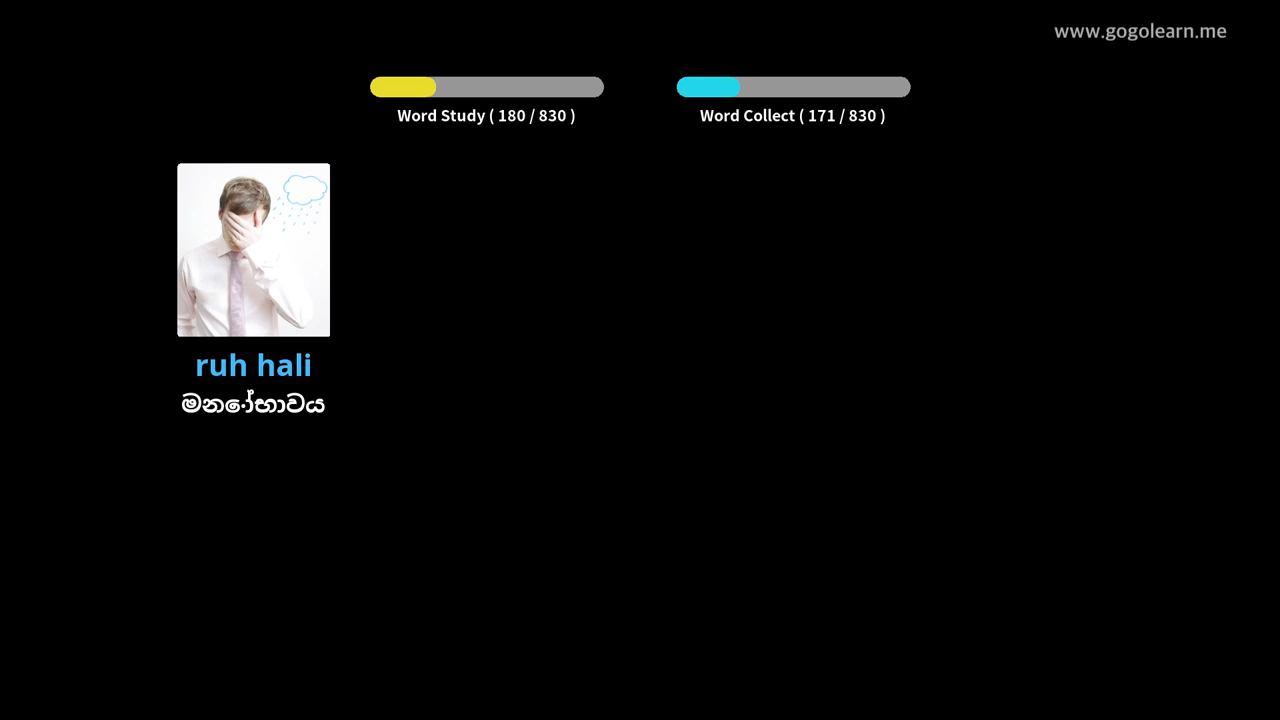 www.gogolearn.me
Word Study ( 180 / 830 )
Word Collect ( 171 / 830 )
ruh hali
මනෝභාවය